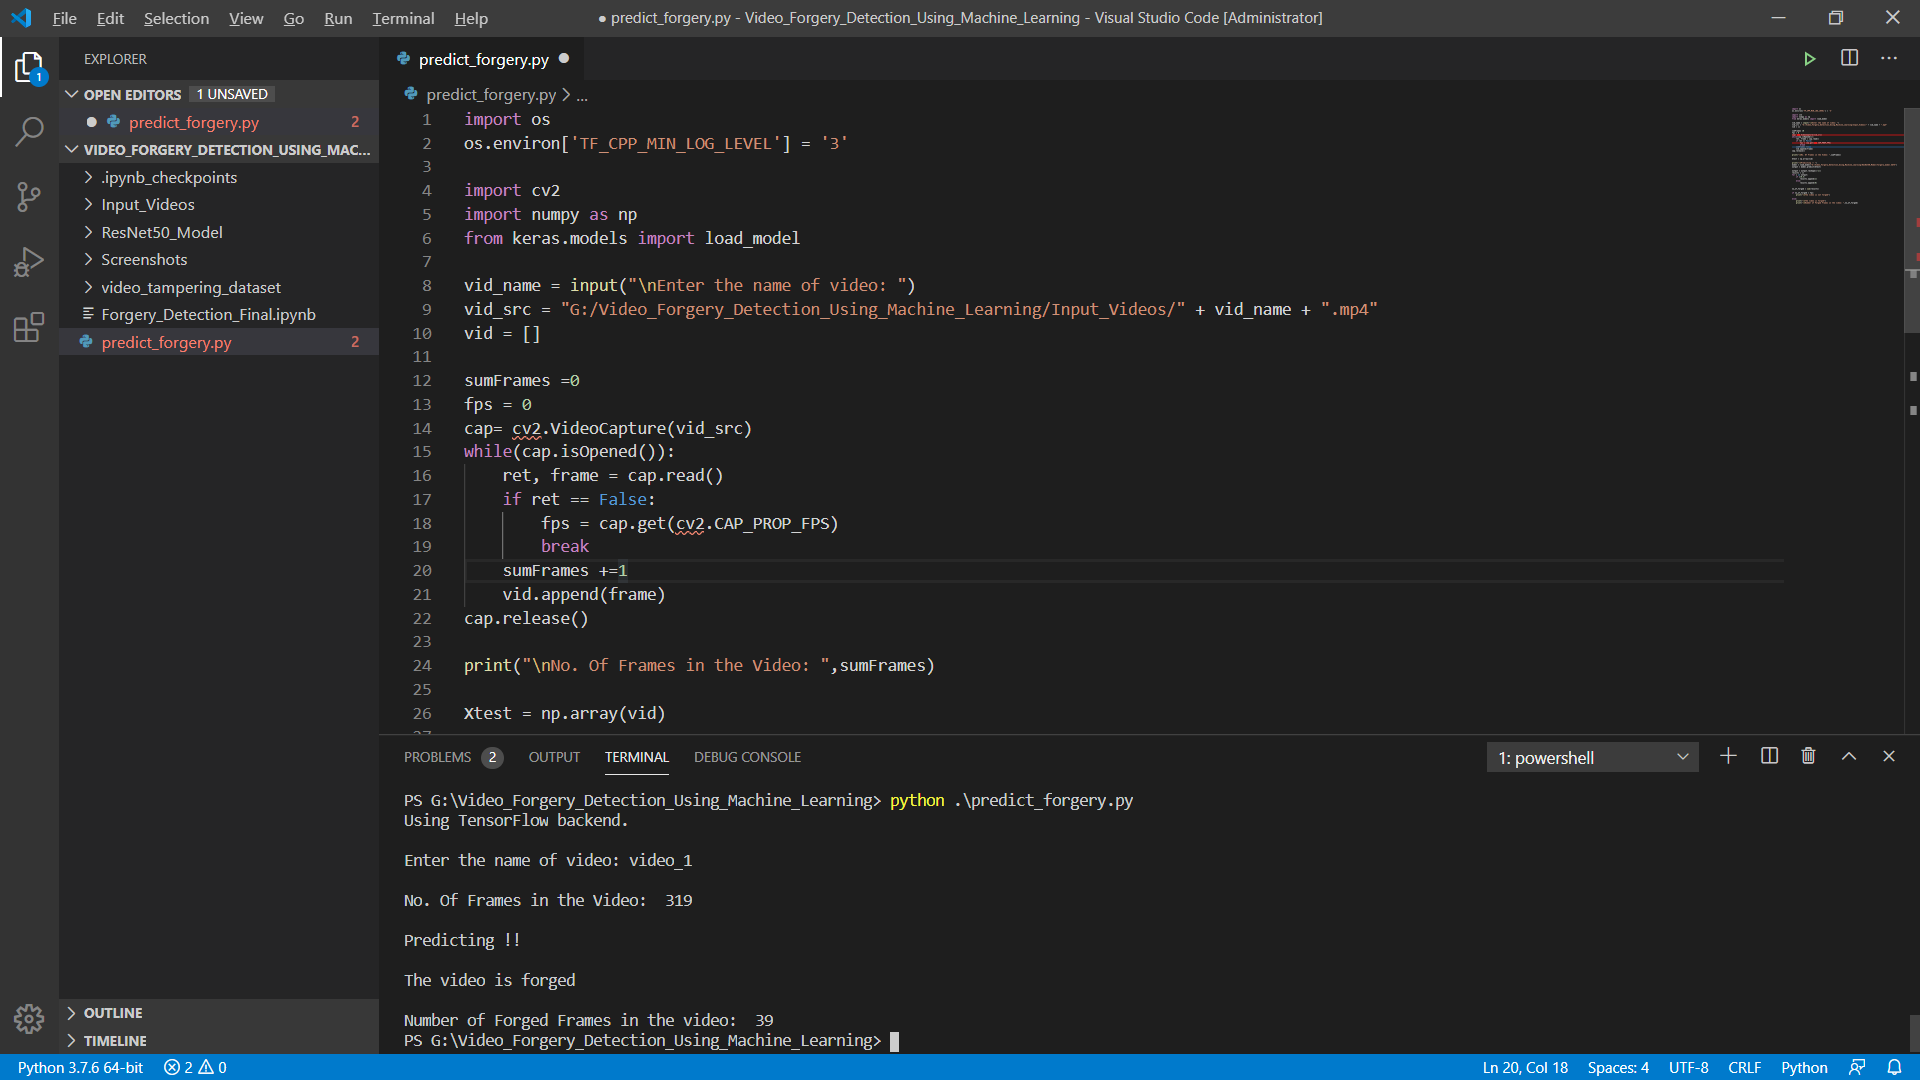 File Edit Selection View Go Run Terminal Help
● predict_forgery.py - Video_Forgery_Detection_Using_Machine_Learning - Visual Studio Code [Administrator]
1
EXPLORER
OPEN EDITORS 1 UNSAVED
predict_forgery.py 2
VIDEO_FORGERY_DETECTION_USING_MAC...
.ipynb_checkpoints
Input_Videos
ResNet50_Model
Screenshots
video_tampering_dataset
Forgery_Detection_Final.ipynb
predict_forgery.py 2
OUTLINE
TIMELINE
predict_forgery.py
predict_forgery.py > ...
1 import os
2 os.environ['TF_CPP_MIN_LOG_LEVEL'] = '3'
3
4 import cv2
5 import numpy as np
6 from keras.models import load_model
7
8 vid_name = input("\nEnter the name of video: ")
9 vid_src = "G:/Video_Forgery_Detection_Using_Machine_Learning/Input_Videos/" + vid_name + ".mp4"
10 vid = []
11
12 sumFrames =0
13 fps = 0
14 cap= cv2.VideoCapture(vid_src)
15 while(cap.isOpened()):
16     ret, frame = cap.read()
17     if ret == False:
18         fps = cap.get(cv2.CAP_PROP_FPS)
19         break
20     sumFrames +=1
21     vid.append(frame)
22 cap.release()
23
24 print("\nNo. Of Frames in the Video: ",sumFrames)
25
26 Xtest = np.array(vid)
PROBLEMS 2 OUTPUT TERMINAL DEBUG CONSOLE
1: powershell
PS G:\Video_Forgery_Detection_Using_Machine_Learning> python .\predict_forgery.py
Using TensorFlow backend.
Enter the name of video: video_1
No. Of Frames in the Video:  319
Predicting !!
The video is forged
Number of Forged Frames in the video:  39
PS G:\Video_Forgery_Detection_Using_Machine_Learning>
Python 3.7.6 64-bit 2 0
Ln 20, Col 18 Spaces: 4 UTF-8 CRLF Python